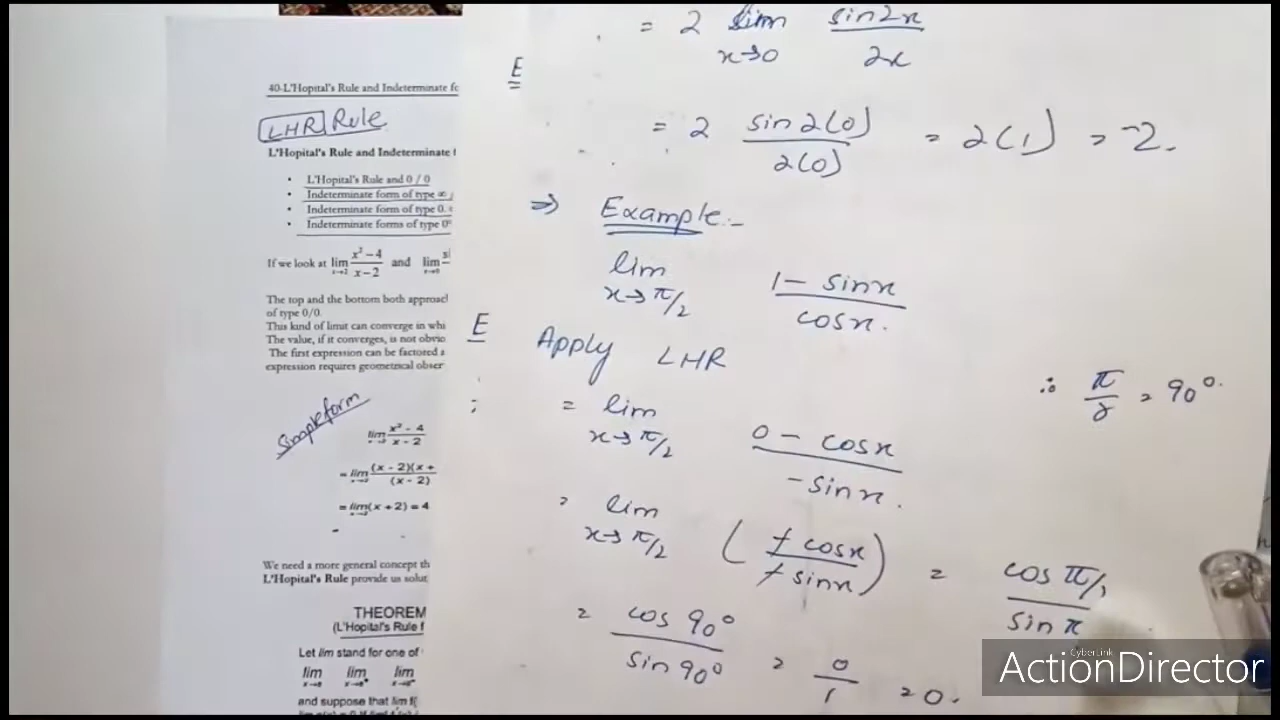 40-L'Hopital's Rule and Indeterminate fo
LHR Rule
L'Hopital's Rule and Indeterminate f
• L'Hopital's Rule and 0 / 0
• Indeterminate form of type ∞
• Indeterminate form of type 0.
• Indeterminate forms of type 0
If we look at lim x→2 x² – 4 / x – 2 and lim x→0
The top and the bottom both approach
of type 0/0.
This kind of limit can converge in whi
The value, if it converges, is not obvio
The first expression can be factored a
expression requires geometrical obser
Simple form
lim x→2 x² – 4 / x – 2
= lim (x – 2)(x + / (x – 2)
= lim(x + 2) = 4
We need a more general concept th
L'Hopital's Rule provide us solut
THEOREM
(L'Hopital's Rule f
Let lim stand for one of
lim lim lim
and suppose that lim f(
= 2 lim x→0 sin2x / 2x
E
= 2 sin2(0) / 2(0) = 2(1) = 2.
⇒ Example:-
lim x→π/2 1 – sinx / cosx.
E Apply LHR
∴ π/2 = 90°
; = lim x→π/2 0 – cosx / –sinx.
= lim x→π/2 (–cosx / –sinx) = cos π/ / sin π
= cos 90° / sin 90° = 0/1 = 0.
CyberLink
ActionDirector